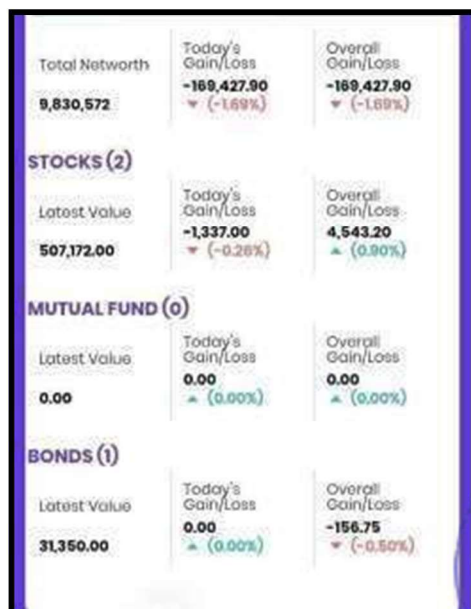 Total Networth
9,830,572
Today's
Gain/Loss
-169,427.90
▼ (-1.69%)
Overall
Gain/Loss
-169,427.90
▼ (-1.69%)
STOCKS (2)
Latest Value
507,172.00
Today's
Gain/Loss
-1,337.00
▼ (-0.26%)
Overall
Gain/Loss
4,543.20
▲ (0.90%)
MUTUAL FUND (0)
Latest Value
0.00
Today's
Gain/Loss
0.00
▲ (0.00%)
Overall
Gain/Loss
0.00
▲ (0.00%)
BONDS (1)
Latest Value
31,350.00
Today's
Gain/Loss
0.00
▲ (0.00%)
Overall
Gain/Loss
-156.75
▼ (-0.50%)